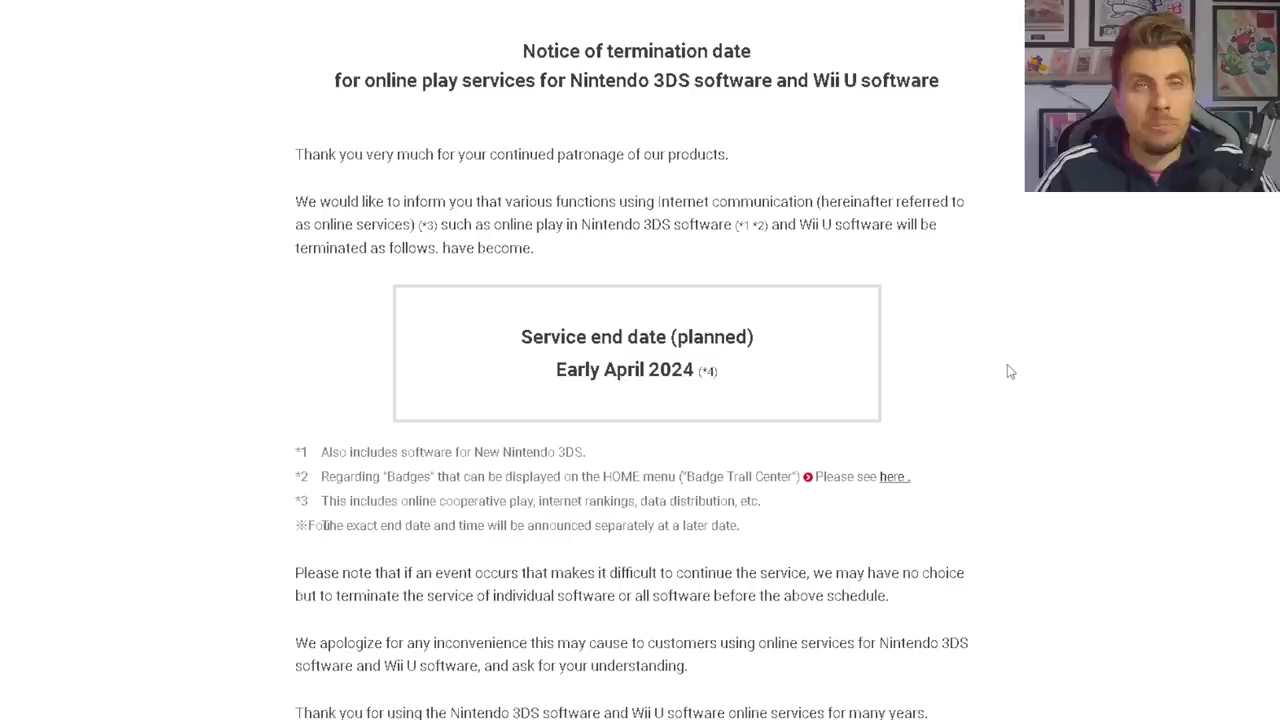 Notice of termination date
for online play services for Nintendo 3DS software and Wii U software
Thank you very much for your continued patronage of our products.
We would like to inform you that various functions using Internet communication (hereinafter referred to
as online services) (*3) such as online play in Nintendo 3DS software (*1 *2) and Wii U software will be
terminated as follows. have become.
Service end date (planned)
Early April 2024 (*4)
*1 Also includes software for New Nintendo 3DS.
*2 Regarding "Badges" that can be displayed on the HOME menu ("Badge Trall Center") Please see here .
*3 This includes online cooperative play, internet rankings, data distribution, etc.
※Four The exact end date and time will be announced separately at a later date.
Please note that if an event occurs that makes it difficult to continue the service, we may have no choice
but to terminate the service of individual software or all software before the above schedule.
We apologize for any inconvenience this may cause to customers using online services for Nintendo 3DS
software and Wii U software, and ask for your understanding.
Thank you for using the Nintendo 3DS software and Wii U software online services for many years.